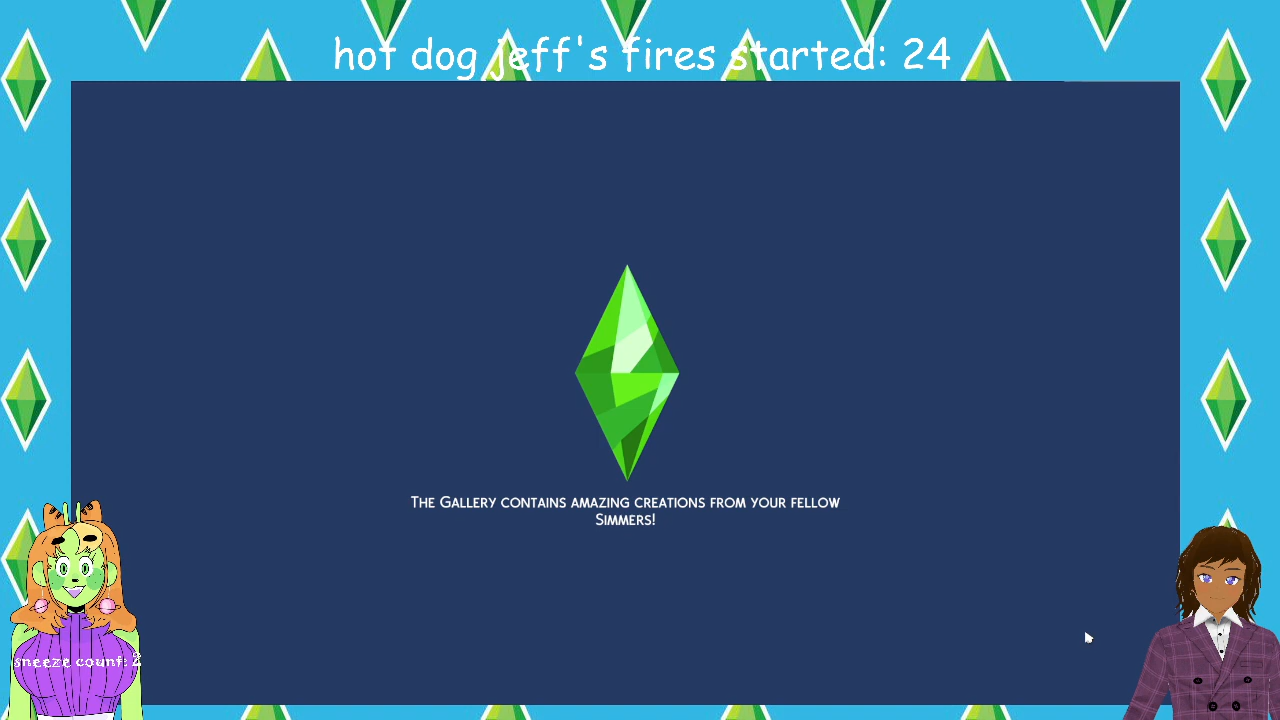 hot dog jeff's fires started: 24
The Gallery contains amazing creations from your fellow
Simmers!
sneeze count: 2